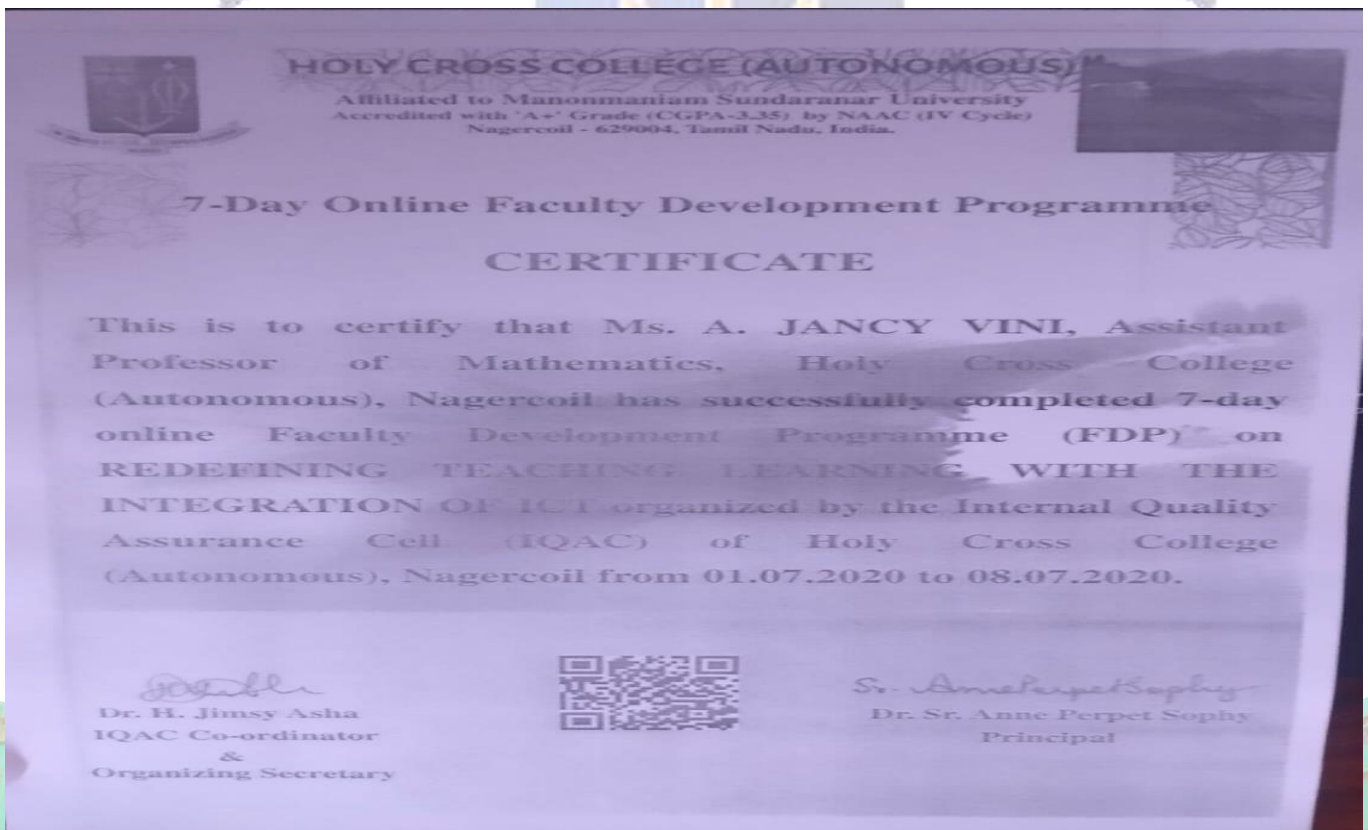 HOLY CROSS COLLEGE (AUTONOMOUS)
Affiliated to Manonmaniam Sundaranar University
Accredited with 'A+' Grade (CGPA-3.35) by NAAC (IV Cycle)
Nagercoil - 629004, Tamil Nadu, India.
7-Day Online Faculty Development Programme
CERTIFICATE
This is to certify that Ms. A. JANCY VINI, Assistant
Professor of Mathematics, Holy Cross College
(Autonomous), Nagercoil has successfully completed 7-day
online Faculty Development Programme (FDP) on
REDEFINING TEACHING LEARNING WITH THE
INTEGRATION OF ICT organized by the Internal Quality
Assurance Cell (IQAC) of Holy Cross College
(Autonomous), Nagercoil from 01.07.2020 to 08.07.2020.
Sr. Anne Perpet Sophy
Dr. H. Jimsy Asha
Dr. Sr. Anne Perpet Sophy
IQAC Co-ordinator
Principal
&
Organizing Secretary